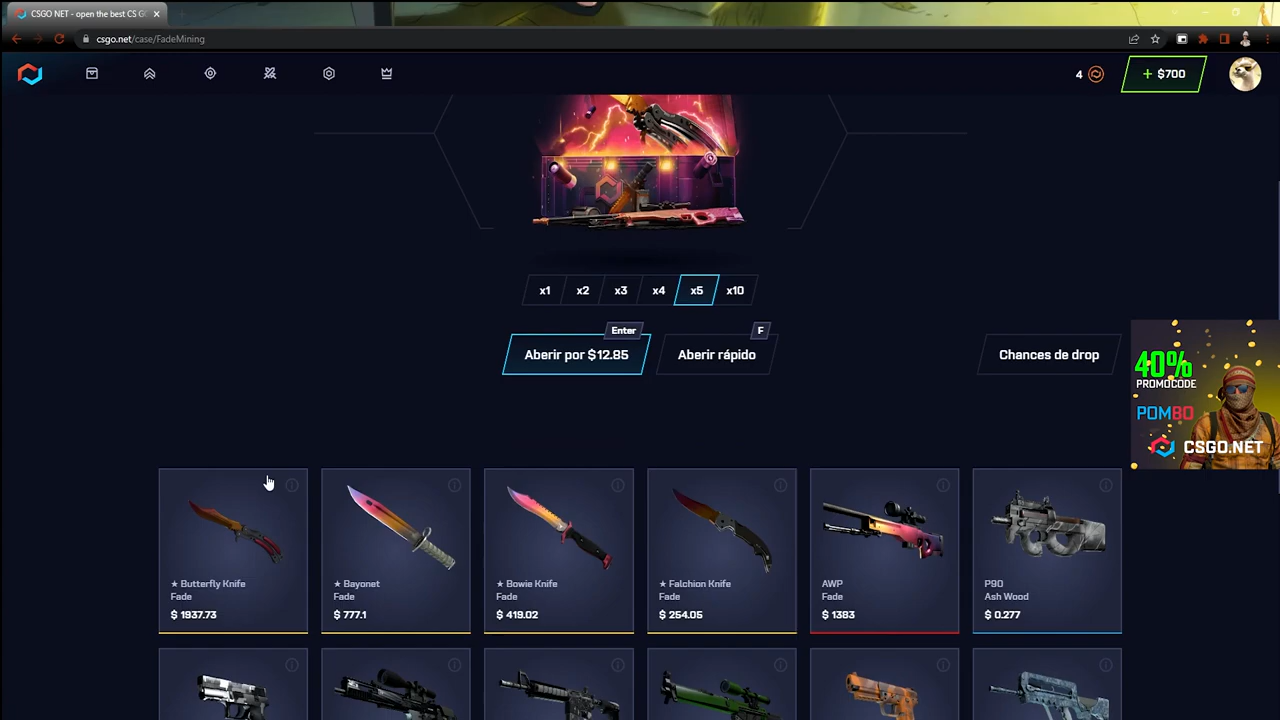 CSGO NET - open the best CS G
csgo.net/case/FadeMining
4
+ $700
x1
x2
x3
x4
x5
x10
Enter
F
Aberir por $12.85
Aberir rápido
Chances de drop
40%
PROMOCODE
POMBO
CSGO.NET
★ Butterfly Knife
Fade
$ 1937.73
★ Bayonet
Fade
$ 777.1
★ Bowie Knife
Fade
$ 419.02
★ Falchion Knife
Fade
$ 254.05
AWP
Fade
$ 1383
P90
Ash Wood
$ 0.277